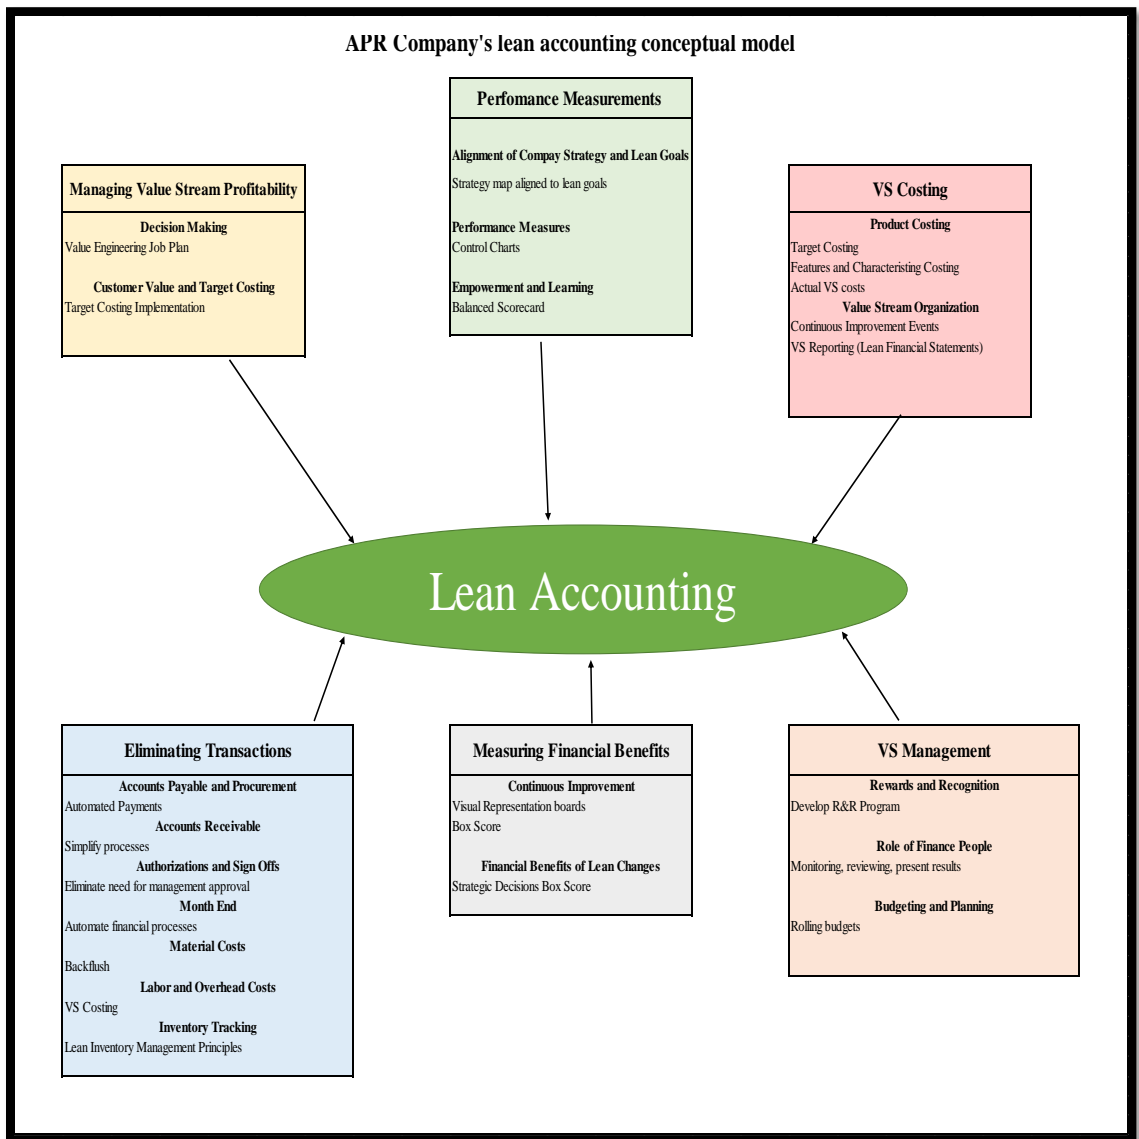 APR Company's lean accounting conceptual model
Perfomance Measurements
Alignment of Compay Strategy and Lean Goals
Strategy map aligned to lean goals
Performance Measures
Control Charts
Empowerment and Learning
Balanced Scorecard
Managing Value Stream Profitability
Decision Making
Value Engineering Job Plan
Customer Value and Target Costing
Target Costing Implementation
VS Costing
Product Costing
Target Costing
Features and Characteristing Costing
Actual VS costs
Value Stream Organization
Continuous Improvement Events
VS Reporting (Lean Financial Statements)
Lean Accounting
Eliminating Transactions
Accounts Payable and Procurement
Automated Payments
Accounts Receivable
Simplify processes
Authorizations and Sign Offs
Eliminate need for management approval
Month End
Automate financial processes
Material Costs
Backflush
Labor and Overhead Costs
VS Costing
Inventory Tracking
Lean Inventory Management Principles
Measuring Financial Benefits
Continuous Improvement
Visual Representation boards
Box Score
Financial Benefits of Lean Changes
Strategic Decisions Box Score
VS Management
Rewards and Recognition
Develop R&R Program
Role of Finance People
Monitoring, reviewing, present results
Budgeting and Planning
Rolling budgets